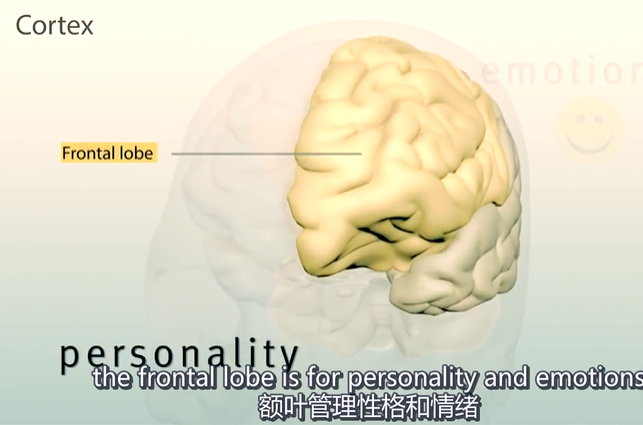 Cortex
emotion
Frontal lobe
personality
the frontal lobe is for personality and emotions
额叶管理性格和情绪